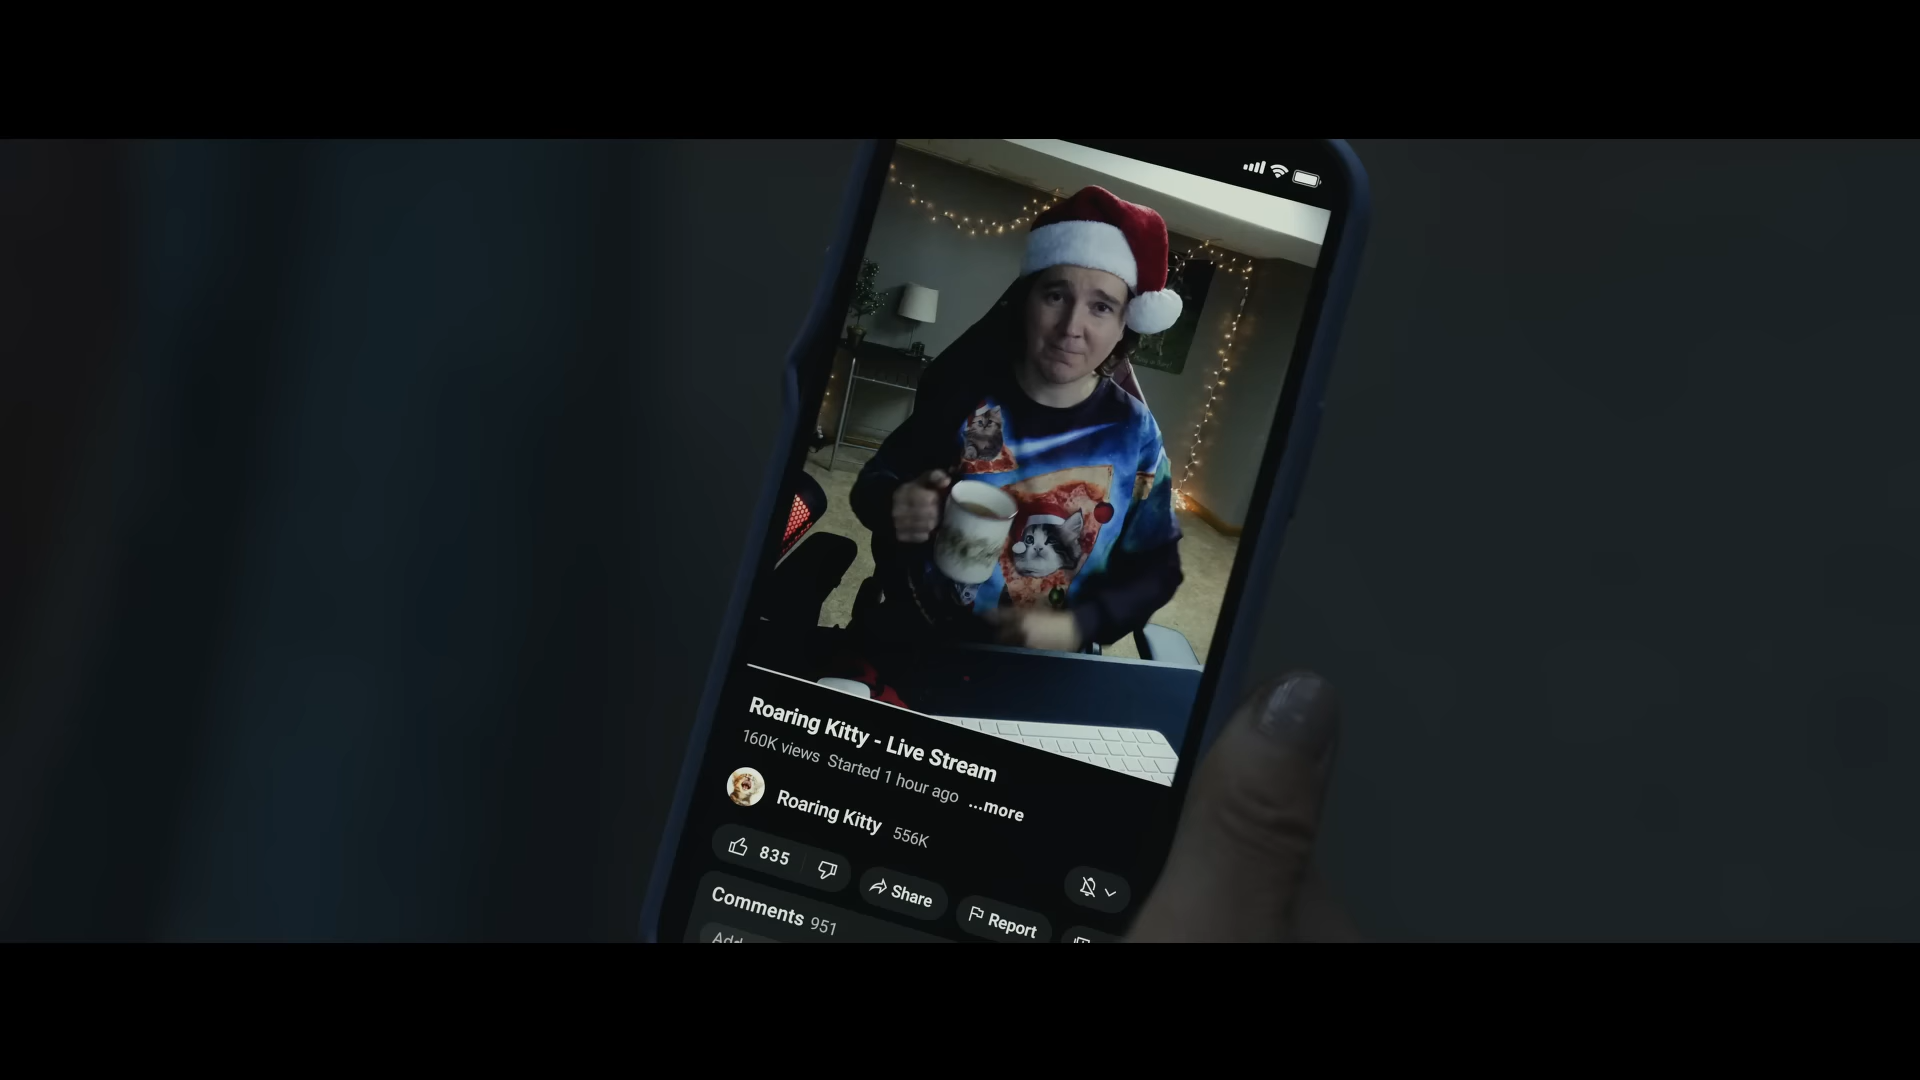 Roaring Kitty - Live Stream
160K views Started 1 hour ago ...more
Roaring Kitty 556K
835
Share
Report
Comments 951